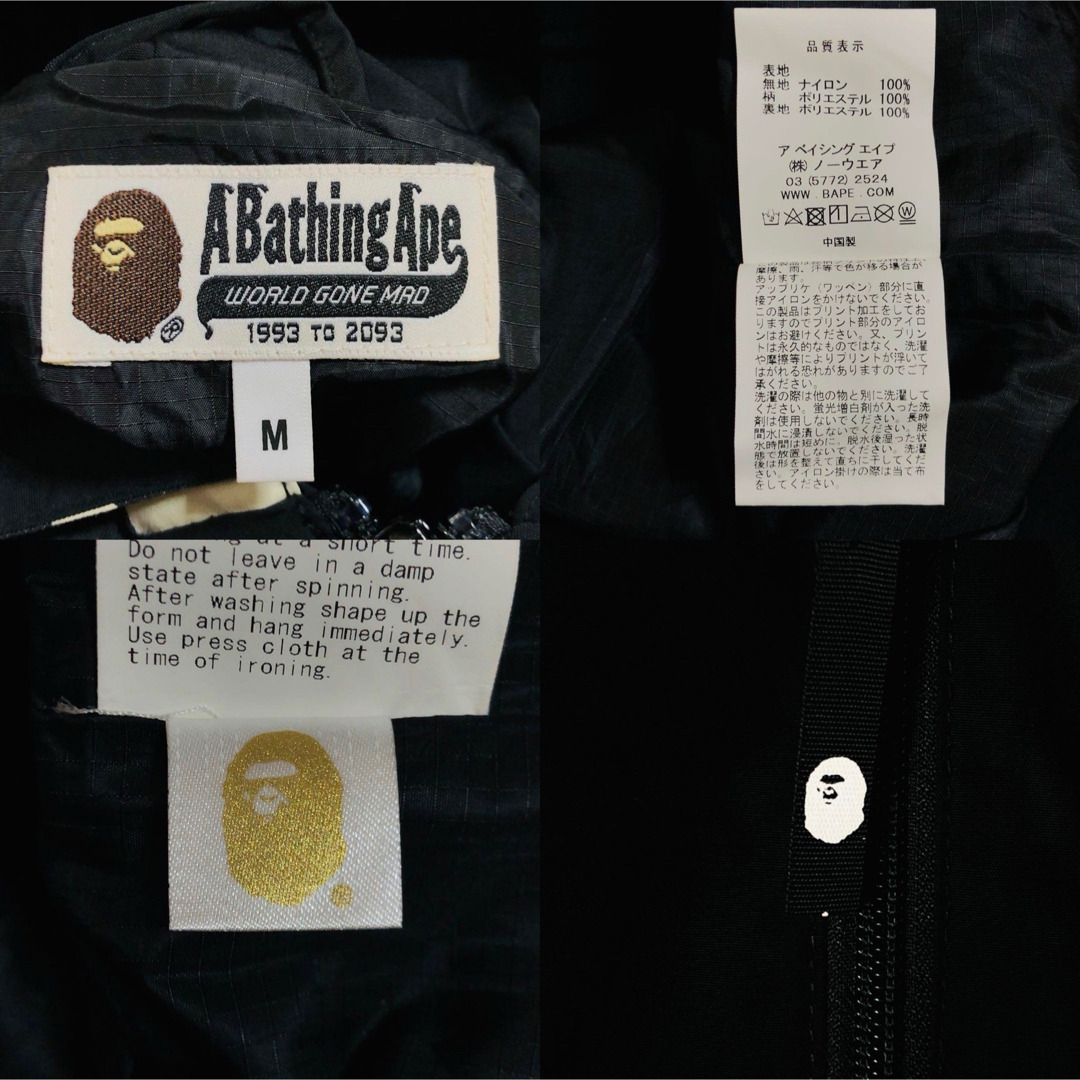 A Bathing Ape
WORLD GONE MAD
1993 TO 2093
M
品質表示
表地
無地 ナイロン 100%
柄 ポリエステル 100%
裏地 ポリエステル 100%
ア ベイシング エイプ
(株) ノーウエア
03 (5772) 2524
WWW.BAPE.COM
中国製
摩擦、雨、汗等で色が移る場合が
あります。
アップリケ(ワッペン)部分に直
接アイロンをかけないでください。
この製品はプリント加工をしてお
りますのでプリント部分のアイロ
ンはお避けください。又、プリン
トは永久的なものではなく、洗濯
や摩擦等によりプリントが浮いて
はがれる恐れがありますのでご了
承ください。
洗濯の際は他の物と別に洗濯して
ください。蛍光増白剤が入った洗
剤は使用しないでください。長時
間水に浸漬しないでください。脱
水時間は短めに、脱水後湿った状
態で放置しないでください。洗濯
後は形を整えて直ちに干してくだ
さい。アイロン掛けの際は当て布
をしてください。
at a short time.
Do not leave in a damp
state after spinning.
After washing shape up the
form and hang immediately.
Use press cloth at the
time of ironing.